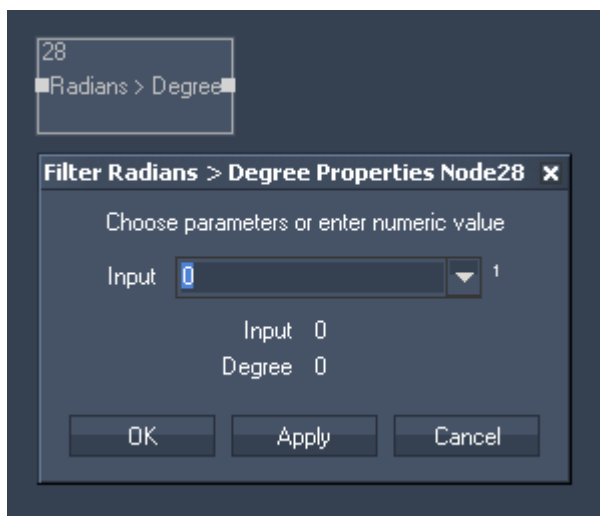 28
Radians > Degree
Filter Radians > Degree Properties Node28
Choose parameters or enter numeric value
Input 0 1
Input 0
Degree 0
OK Apply Cancel